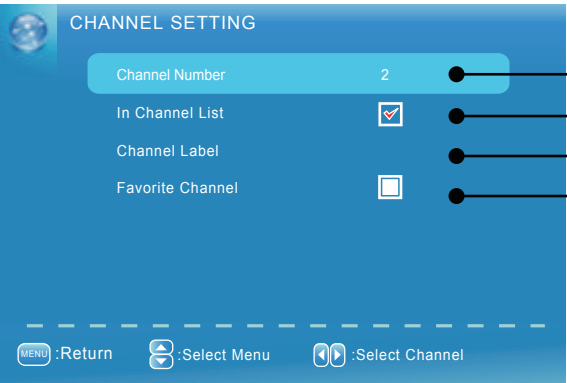 CHANNEL SETTING
Channel Number 2
In Channel List
Channel Label
Favorite Channel
MENU :Return :Select Menu :Select Channel